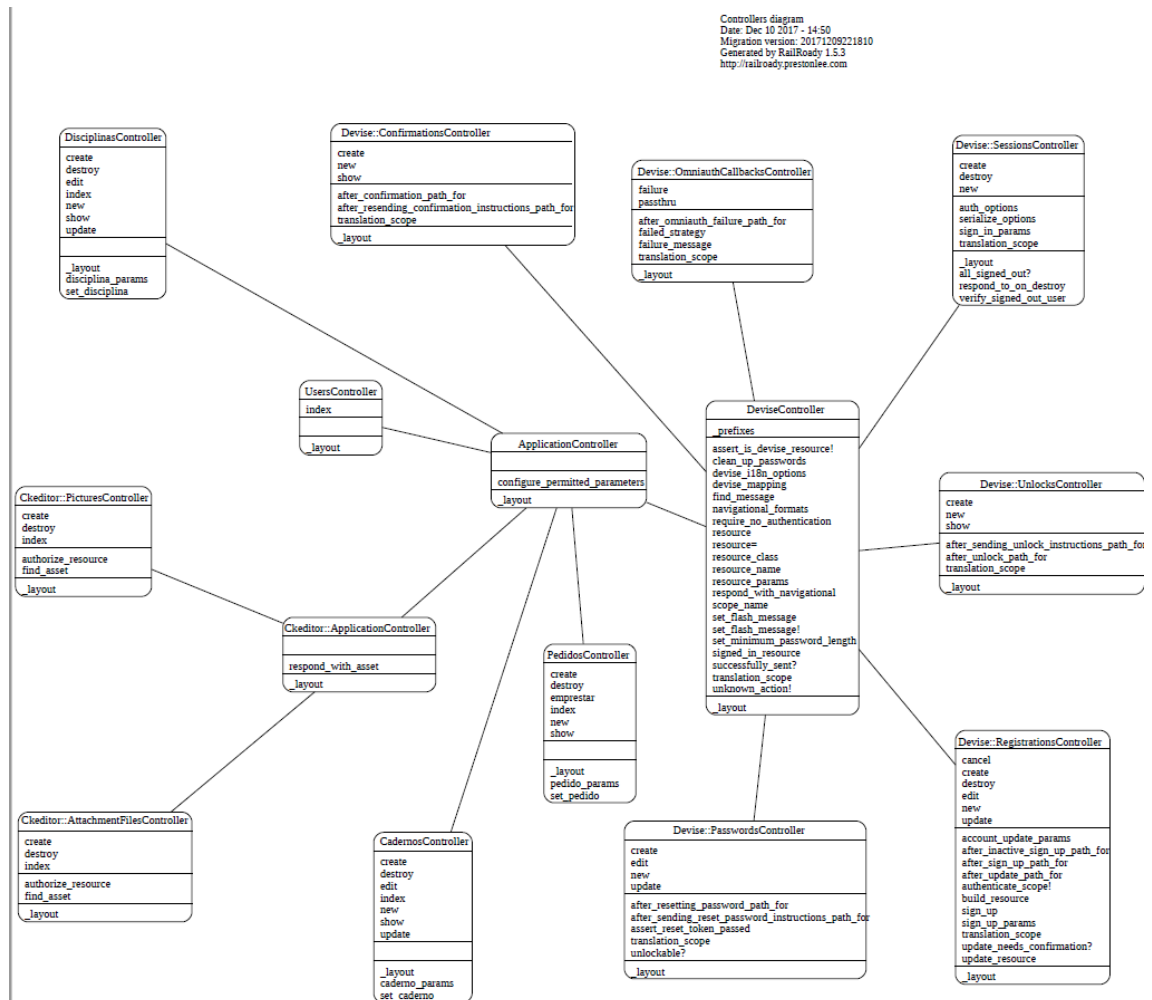 Controllers diagram
Date: Dec 10 2017 - 14:50
Migration version: 20171209221810
Generated by RailRoady 1.5.3
http://railroady.prestonlee.com
DisciplinasController
create
destroy
edit
index
new
show
update
_layout
disciplina_params
set_disciplina
Devise::ConfirmationsController
create
new
show
after_confirmation_path_for
after_resending_confirmation_instructions_path_for
translation_scope
_layout
Devise::OmniauthCallbacksController
failure
passthru
after_omniauth_failure_path_for
failed_strategy
failure_message
translation_scope
_layout
Devise::SessionsController
create
destroy
new
auth_options
serialize_options
sign_in_params
translation_scope
_layout
all_signed_out?
respond_to_on_destroy
verify_signed_out_user
UsersController
index
_layout
ApplicationController
configure_permitted_parameters
_layout
DeviseController
_prefixes
assert_is_devise_resource!
clean_up_passwords
devise_i18n_options
devise_mapping
find_message
navigational_formats
require_no_authentication
resource
resource=
resource_class
resource_name
resource_params
respond_with_navigational
scope_name
set_flash_message
set_flash_message!
set_minimum_password_length
signed_in_resource
successfully_sent?
translation_scope
unknown_action!
_layout
Devise::UnlocksController
create
new
show
after_sending_unlock_instructions_path_for
after_unlock_path_for
translation_scope
_layout
Ckeditor::PicturesController
create
destroy
index
authorize_resource
find_asset
_layout
Ckeditor::ApplicationController
respond_with_asset
_layout
PedidosController
create
destroy
emprestar
index
new
show
_layout
pedido_params
set_pedido
Devise::RegistrationsController
cancel
create
destroy
edit
new
update
account_update_params
after_inactive_sign_up_path_for
after_sign_up_path_for
after_update_path_for
authenticate_scope!
build_resource
sign_up
sign_up_params
translation_scope
update_needs_confirmation?
update_resource
_layout
Ckeditor::AttachmentFilesController
create
destroy
index
authorize_resource
find_asset
_layout
CadernosController
create
destroy
edit
index
new
show
update
_layout
caderno_params
set_caderno
Devise::PasswordsController
create
edit
new
update
after_resetting_password_path_for
after_sending_reset_password_instructions_path_for
assert_reset_token_passed
translation_scope
unlockable?
_layout